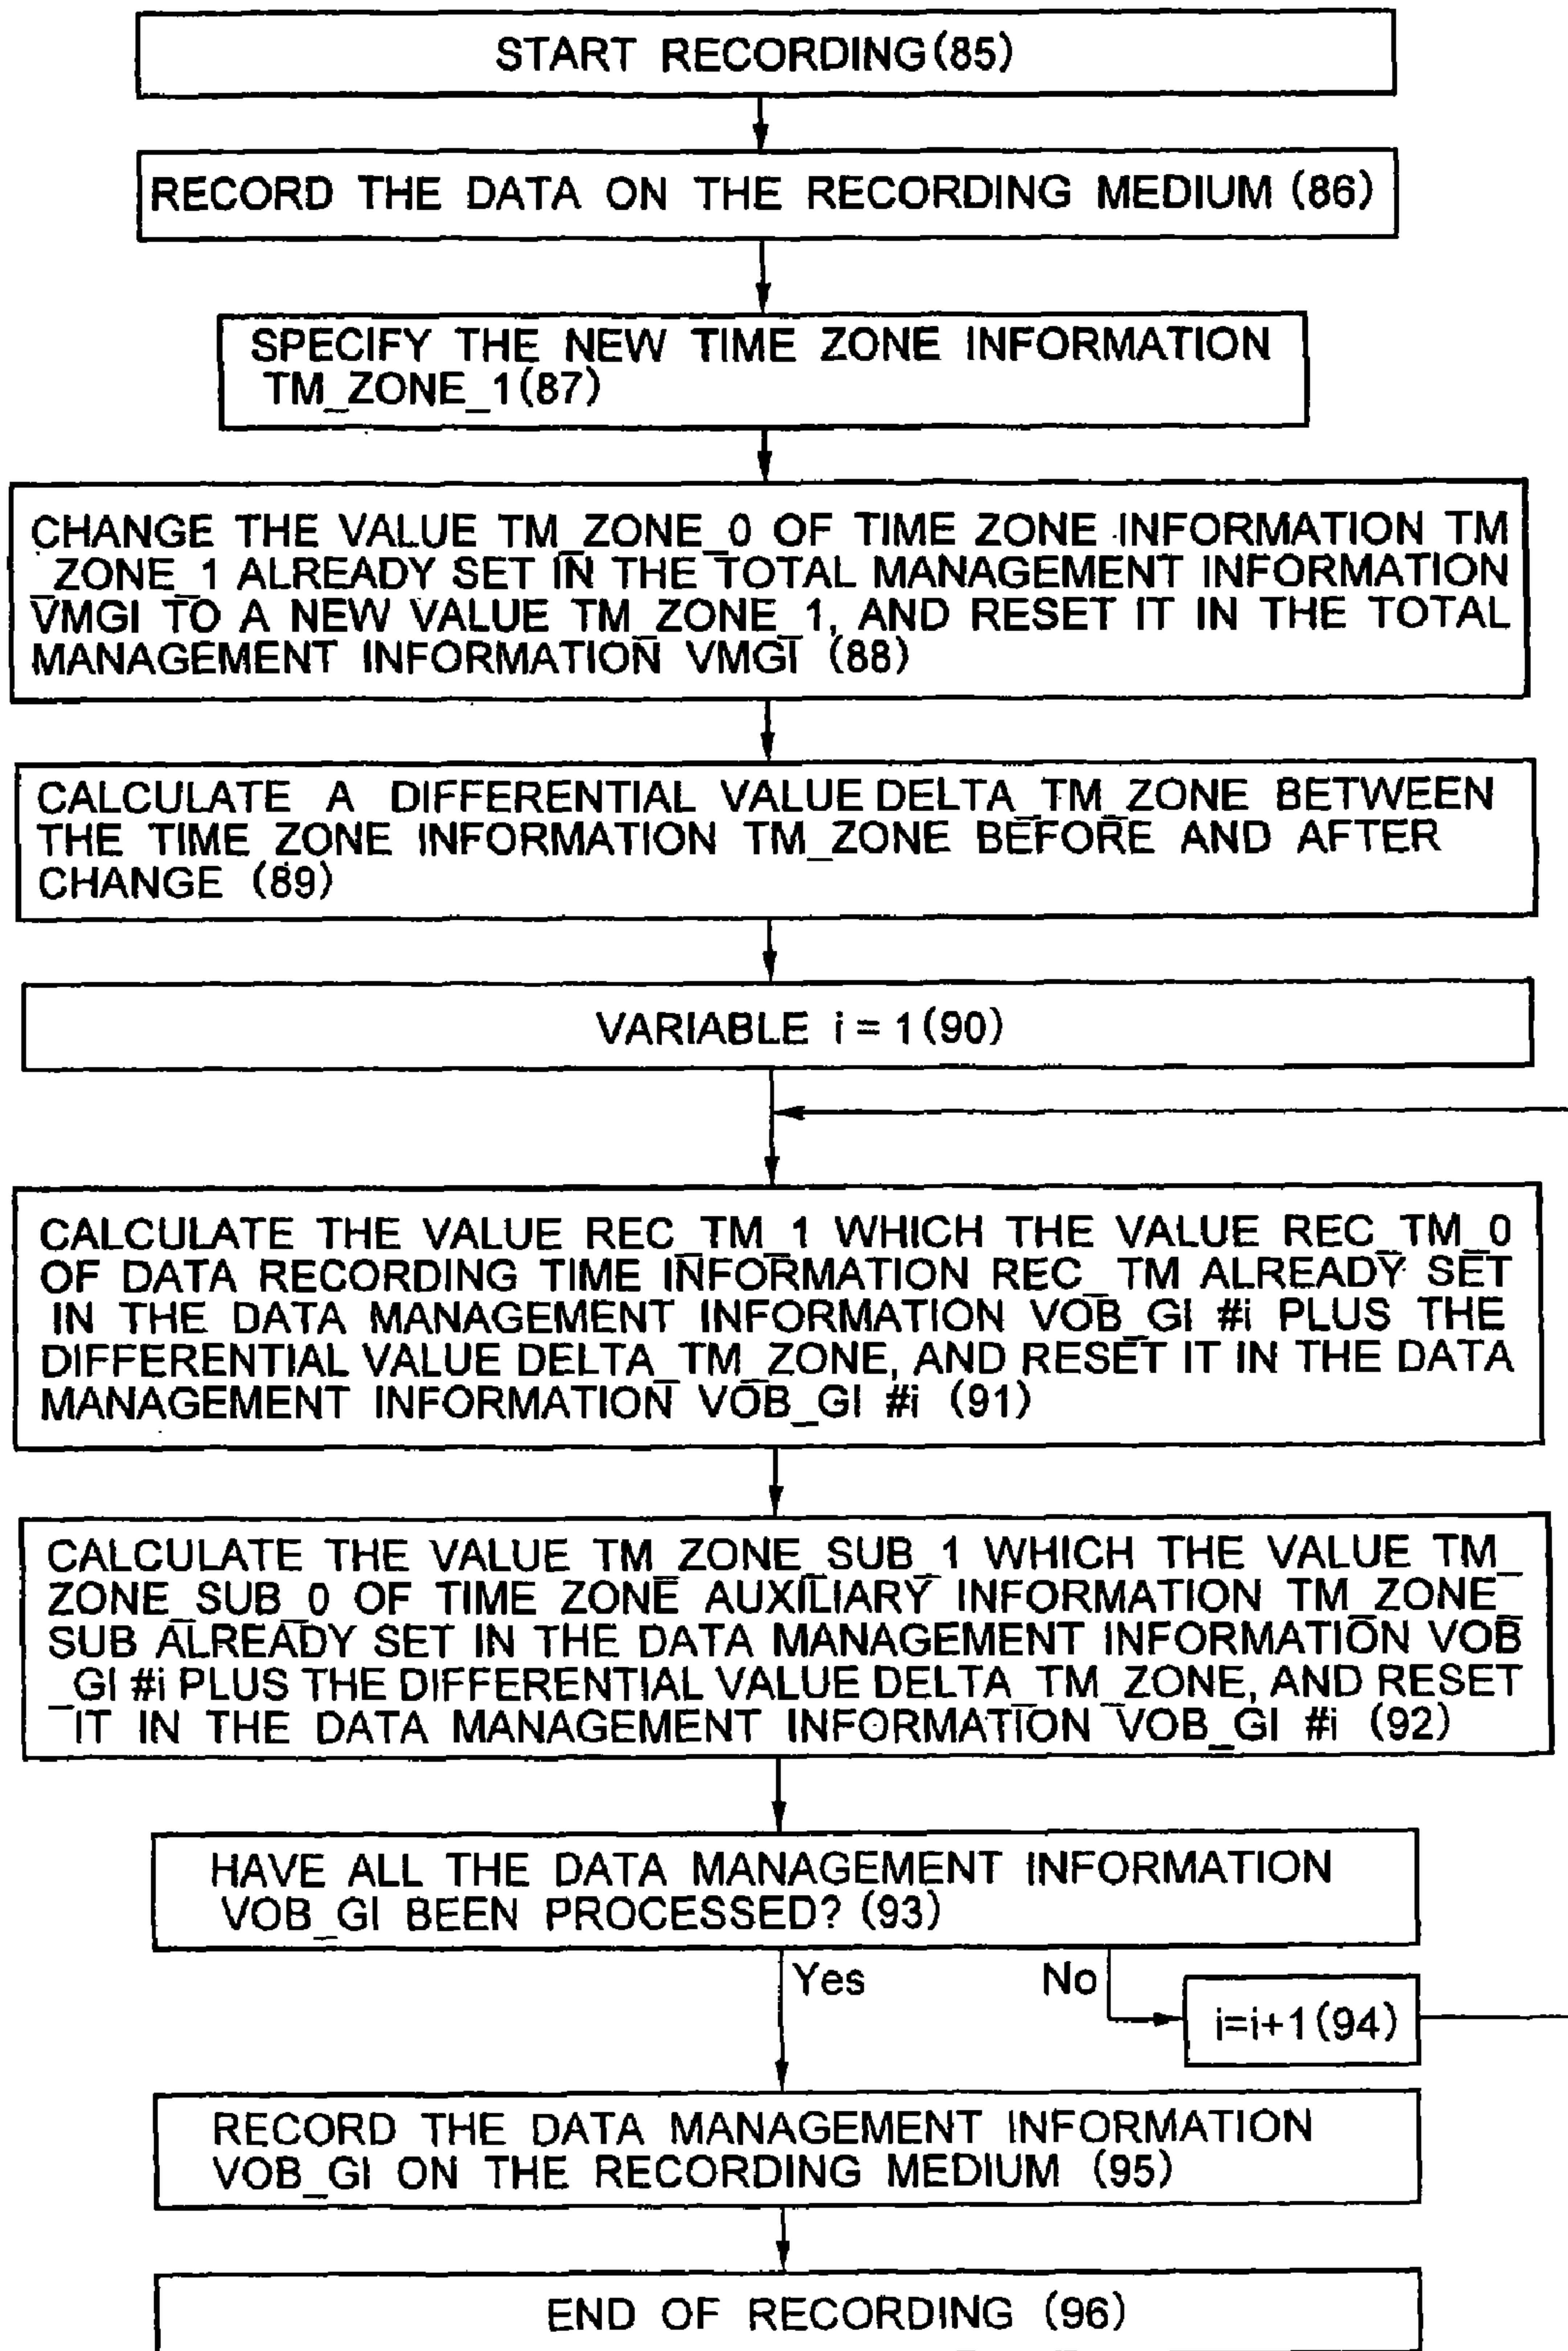 START RECORDING(85)
RECORD THE DATA ON THE RECORDING MEDIUM (86)
SPECIFY THE NEW TIME ZONE INFORMATION
TM_ZONE_1(87)
CHANGE THE VALUE TM_ZONE_0 OF TIME ZONE INFORMATION TM
_ZONE_1 ALREADY SET IN THE TOTAL MANAGEMENT INFORMATION
VMGI TO A NEW VALUE TM_ZONE_1, AND RESET IT IN THE TOTAL
MANAGEMENT INFORMATION VMGI (88)
CALCULATE A DIFFERENTIAL VALUE DELTA_TM_ZONE BETWEEN
THE TIME ZONE INFORMATION TM_ZONE BEFORE AND AFTER
CHANGE (89)
VARIABLE i = 1(90)
CALCULATE THE VALUE REC_TM_1 WHICH THE VALUE REC_TM_0
OF DATA RECORDING TIME INFORMATION REC_TM ALREADY SET
IN THE DATA MANAGEMENT INFORMATION VOB_GI #i PLUS THE
DIFFERENTIAL VALUE DELTA_TM_ZONE, AND RESET IT IN THE DATA
MANAGEMENT INFORMATION VOB_GI #i (91)
CALCULATE THE VALUE TM_ZONE_SUB_1 WHICH THE VALUE TM_
ZONE_SUB_0 OF TIME ZONE AUXILIARY INFORMATION TM_ZONE_
SUB ALREADY SET IN THE DATA MANAGEMENT INFORMATION VOB
_GI #i PLUS THE DIFFERENTIAL VALUE DELTA_TM_ZONE, AND RESET
IT IN THE DATA MANAGEMENT INFORMATION VOB_GI #i (92)
HAVE ALL THE DATA MANAGEMENT INFORMATION
VOB_GI BEEN PROCESSED? (93)
Yes No
i=i+1(94)
RECORD THE DATA MANAGEMENT INFORMATION
VOB_GI ON THE RECORDING MEDIUM (95)
END OF RECORDING (96)